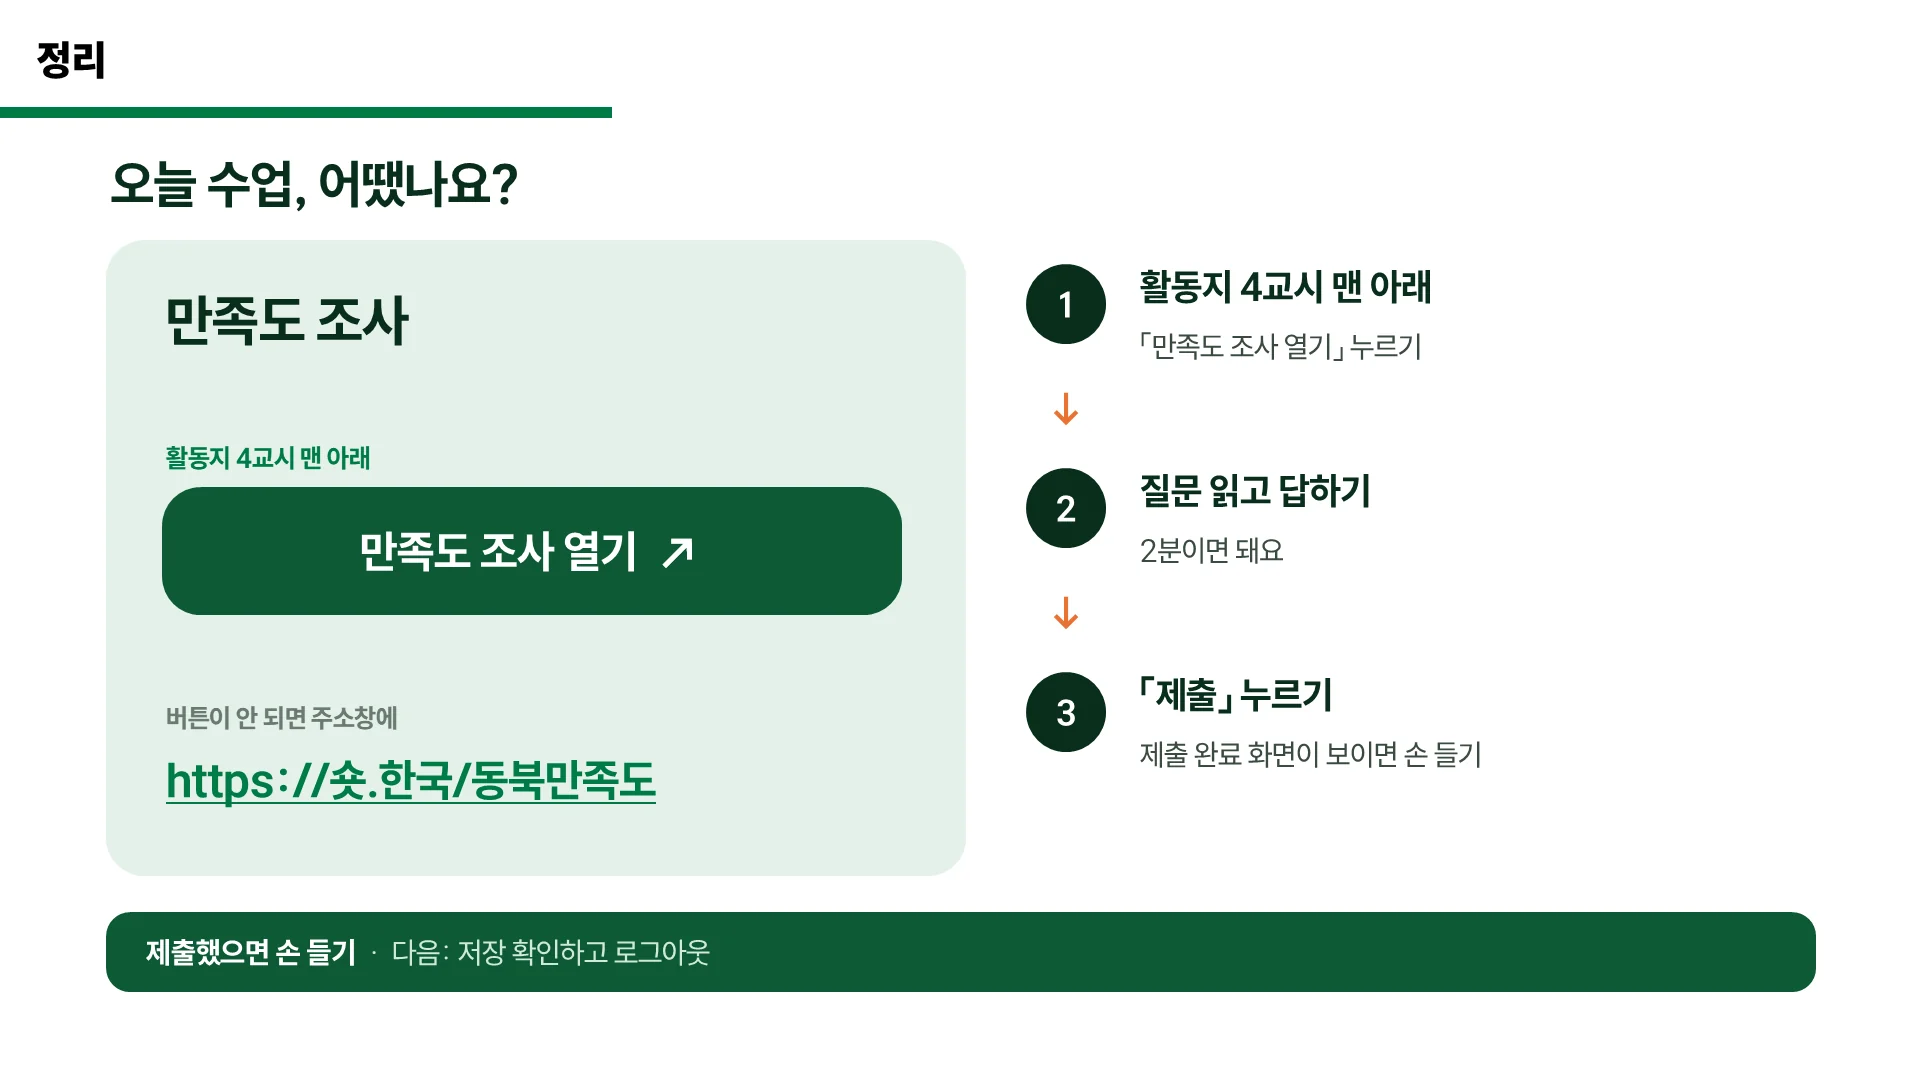 정리
오늘 수업, 어땠나요?
만족도 조사
활동지 4교시 맨 아래
만족도 조사 열기 ↗
버튼이 안 되면 주소창에
https://숏.한국/동북만족도
1
활동지 4교시 맨 아래
「만족도 조사 열기」 누르기
↓
2
질문 읽고 답하기
2분이면 돼요
↓
3
「제출」 누르기
제출 완료 화면이 보이면 손 들기
제출했으면 손 들기 · 다음: 저장 확인하고 로그아웃